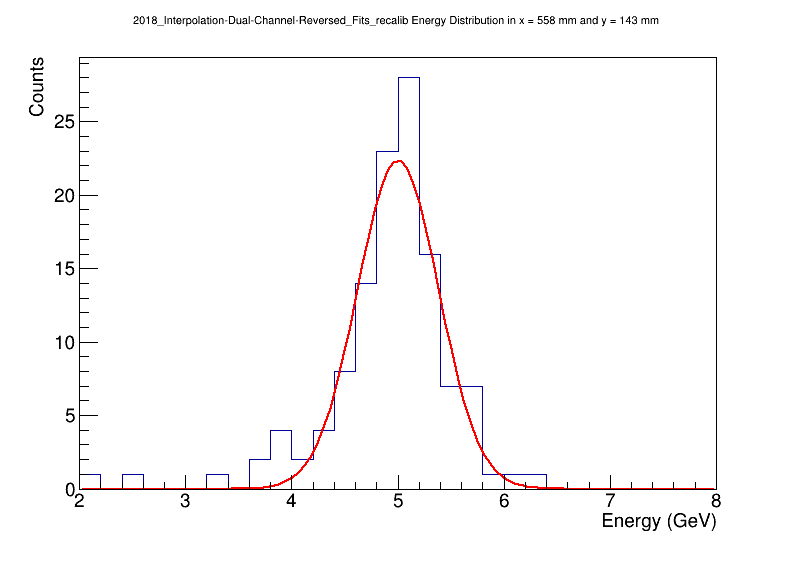 2018_Interpolation-Dual-Channel-Reversed_Fits_recalib Energy Distribution in x = 558 mm and y = 143 mm
Counts
25
20
15
10
5
0
2 3 4 5 6 7 8
Energy (GeV)